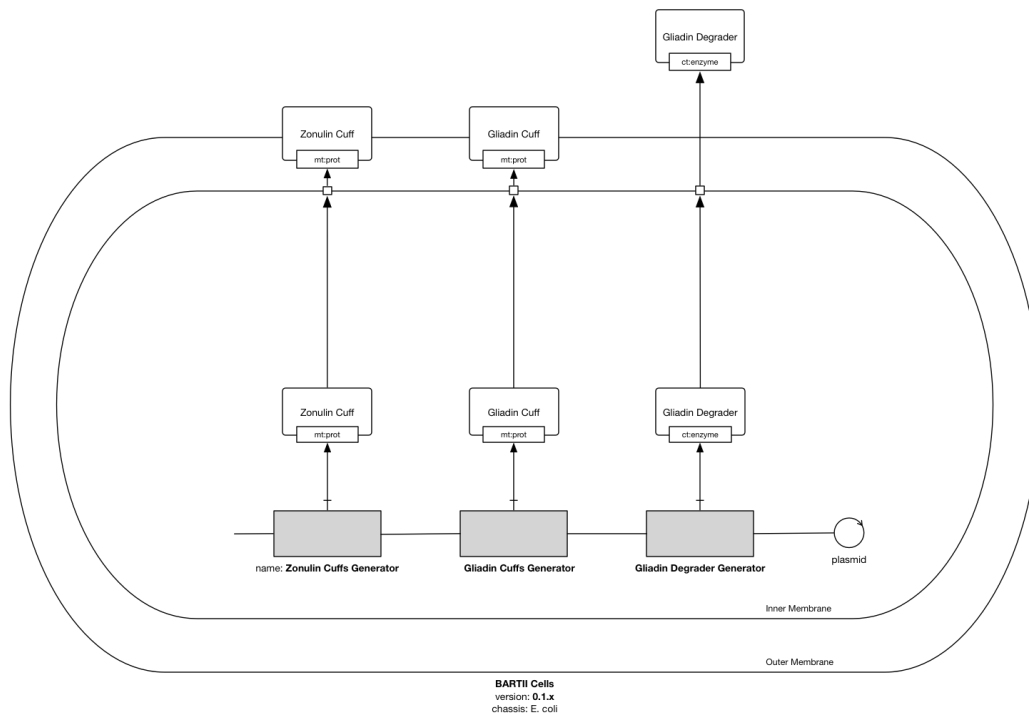 Gliadin Degrader
ct:enzyme
Zonulin Cuff
mt:prot
Gliadin Cuff
mt:prot
Zonulin Cuff
mt:prot
Gliadin Cuff
mt:prot
Gliadin Degrader
ct:enzyme
name: Zonulin Cuffs Generator
Gliadin Cuffs Generator
Gliadin Degrader Generator
plasmid
Inner Membrane
Outer Membrane
BARTII Cells
version: 0.1.x
chassis: E. coli